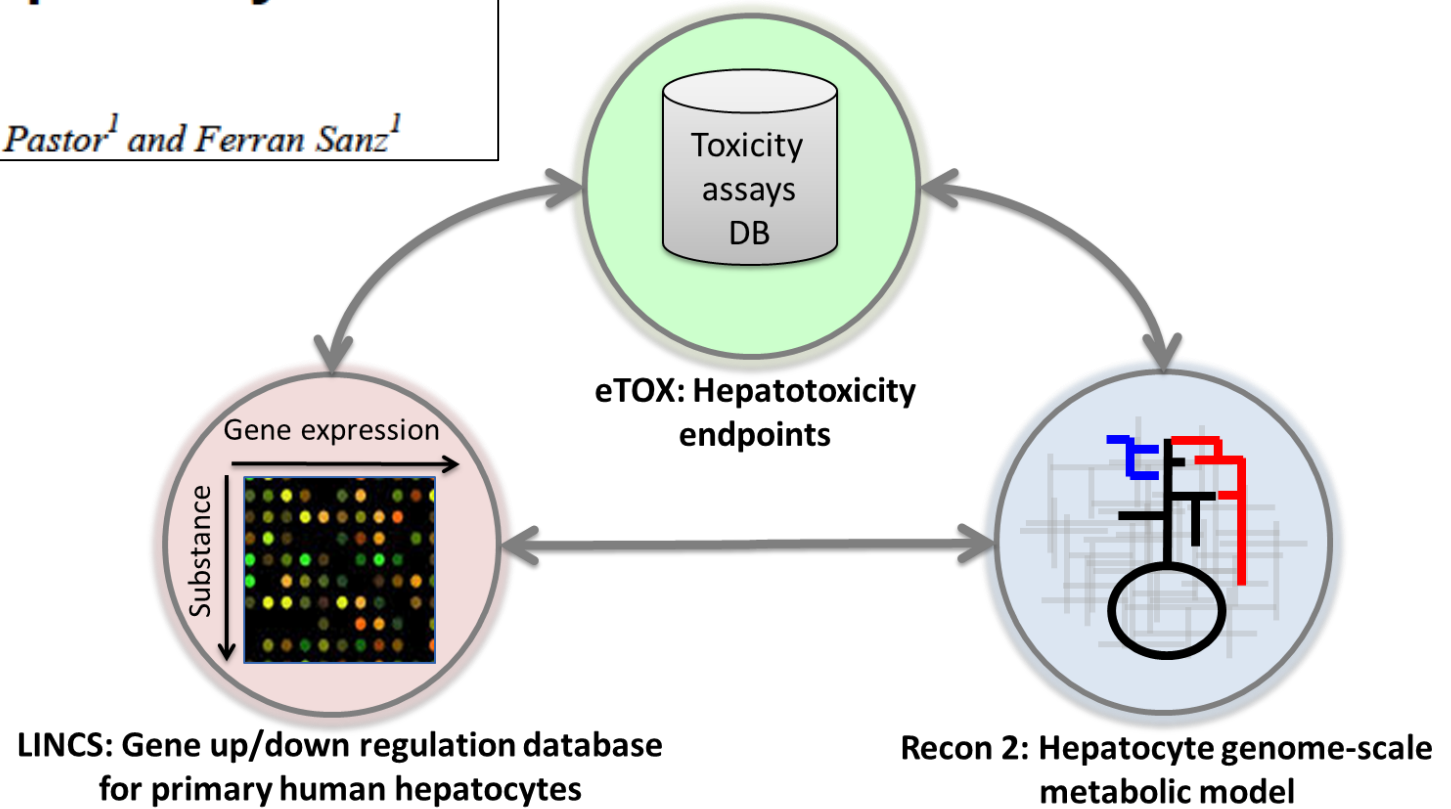 Pastor¹ and Ferran Sanz¹
Toxicity
assays
DB
eTOX: Hepatotoxicity
endpoints
Gene expression
Substance
LINCS: Gene up/down regulation database
for primary human hepatocytes
Recon 2: Hepatocyte genome-scale
metabolic model